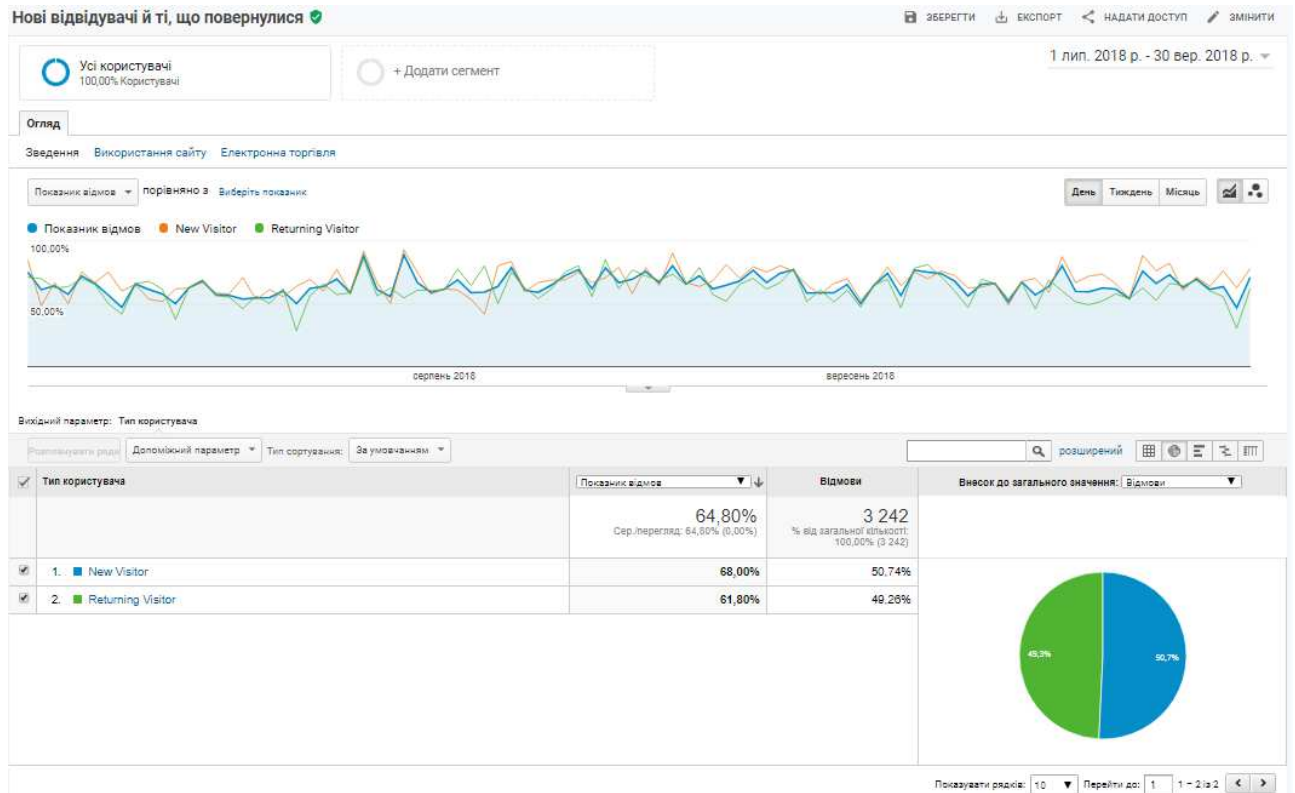 Нові відвідувачі й ті, що повернулися
ЗБЕРЕГТИ ЕКСПОРТ НАДАТИ ДОСТУП ЗМІНИТИ
Усі користувачі
100,00% Користувачі
+ Додати сегмент
1 лип. 2018 р. - 30 вер. 2018 р.
Огляд
Зведення Використання сайту Електронна торгівля
Показник відмов порівняно з Виберіть показник
День Тиждень Місяць
Показник відмов New Visitor Returning Visitor
100,00%
50,00%
серпень 2018 вересень 2018
Вихідний параметр: Тип користувача
Допоміжний параметр Тип сортування: За умовчанням розширений
Тип користувача Показник відмов Відмови Внесок до загального значення: Відмови
64,80% 3 242
Сер./перегляд: 64,80% (0,00%) % від загальної кількості:
100,00% (3 242)
1. New Visitor 68,00% 50,74%
2. Returning Visitor 61,80% 49,26%
49,3% 50,7%
Показувати рядків: 10 Перейти до: 1 1 – 2 із 2